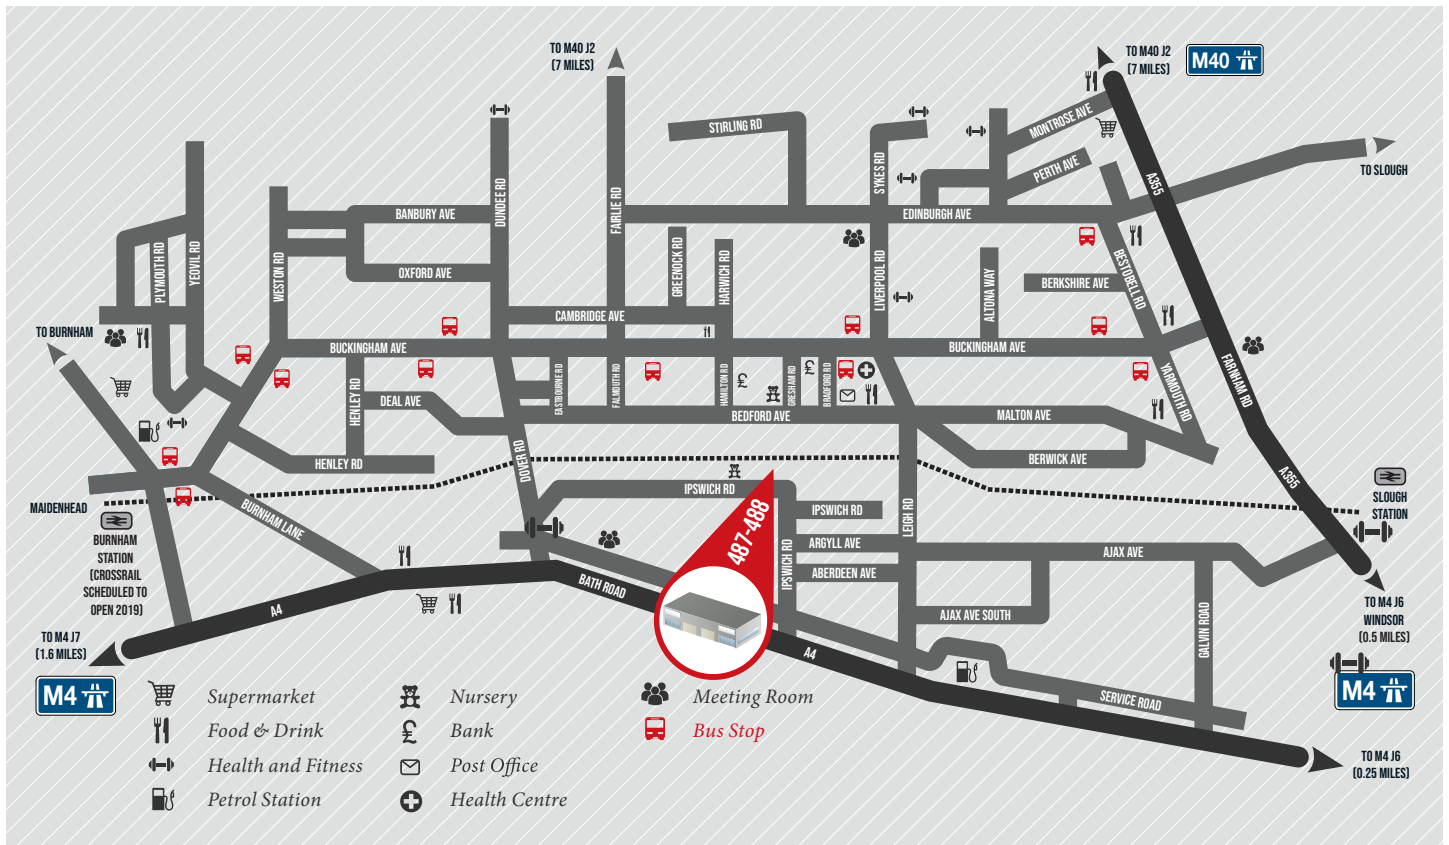 TO M40 J2
(7 MILES)
TO M40 J2
(7 MILES)
M40
STIRLING RD
MONTROSE AVE
PERTH AVE
SYKES RD
A355
TO SLOUGH
DUNDEE RD
FAIRLIE RD
BANBURY AVE
EDINBURGH AVE
PLYMOUTH RD
YEOVIL RD
WESTON RD
OXFORD AVE
GREENOCK RD
HARWICH RD
LIVERPOOL RD
ALTONA WAY
BERKSHIRE AVE
BESTOBELL RD
TO BURNHAM
CAMBRIDGE AVE
BUCKINGHAM AVE
BUCKINGHAM AVE
FARNHAM RD
HENLEY RD
DEAL AVE
EASTBOURNE RD
FALMOUTH RD
HAMILTON RD
GRESHAM RD
BRADFORD RD
YARMOUTH RD
BEDFORD AVE
MALTON AVE
HENLEY RD
DOVER RD
BERWICK AVE
A355
MAIDENHEAD
BURNHAM
STATION
(CROSSRAIL
SCHEDULED TO
OPEN 2019)
BURNHAM LANE
IPSWICH RD
487-488
IPSWICH RD
LEIGH RD
SLOUGH
STATION
IPSWICH RD
ARGYLL AVE
ABERDEEN AVE
AJAX AVE
BATH ROAD
A4
AJAX AVE SOUTH
GALVIN ROAD
TO M4 J6
WINDSOR
(0.5 MILES)
TO M4 J7
(1.6 MILES)
M4
A4
SERVICE ROAD
M4
TO M4 J6
(0.25 MILES)
Supermarket
Food & Drink
Health and Fitness
Petrol Station
Nursery
£ Bank
Post Office
Health Centre
Meeting Room
Bus Stop